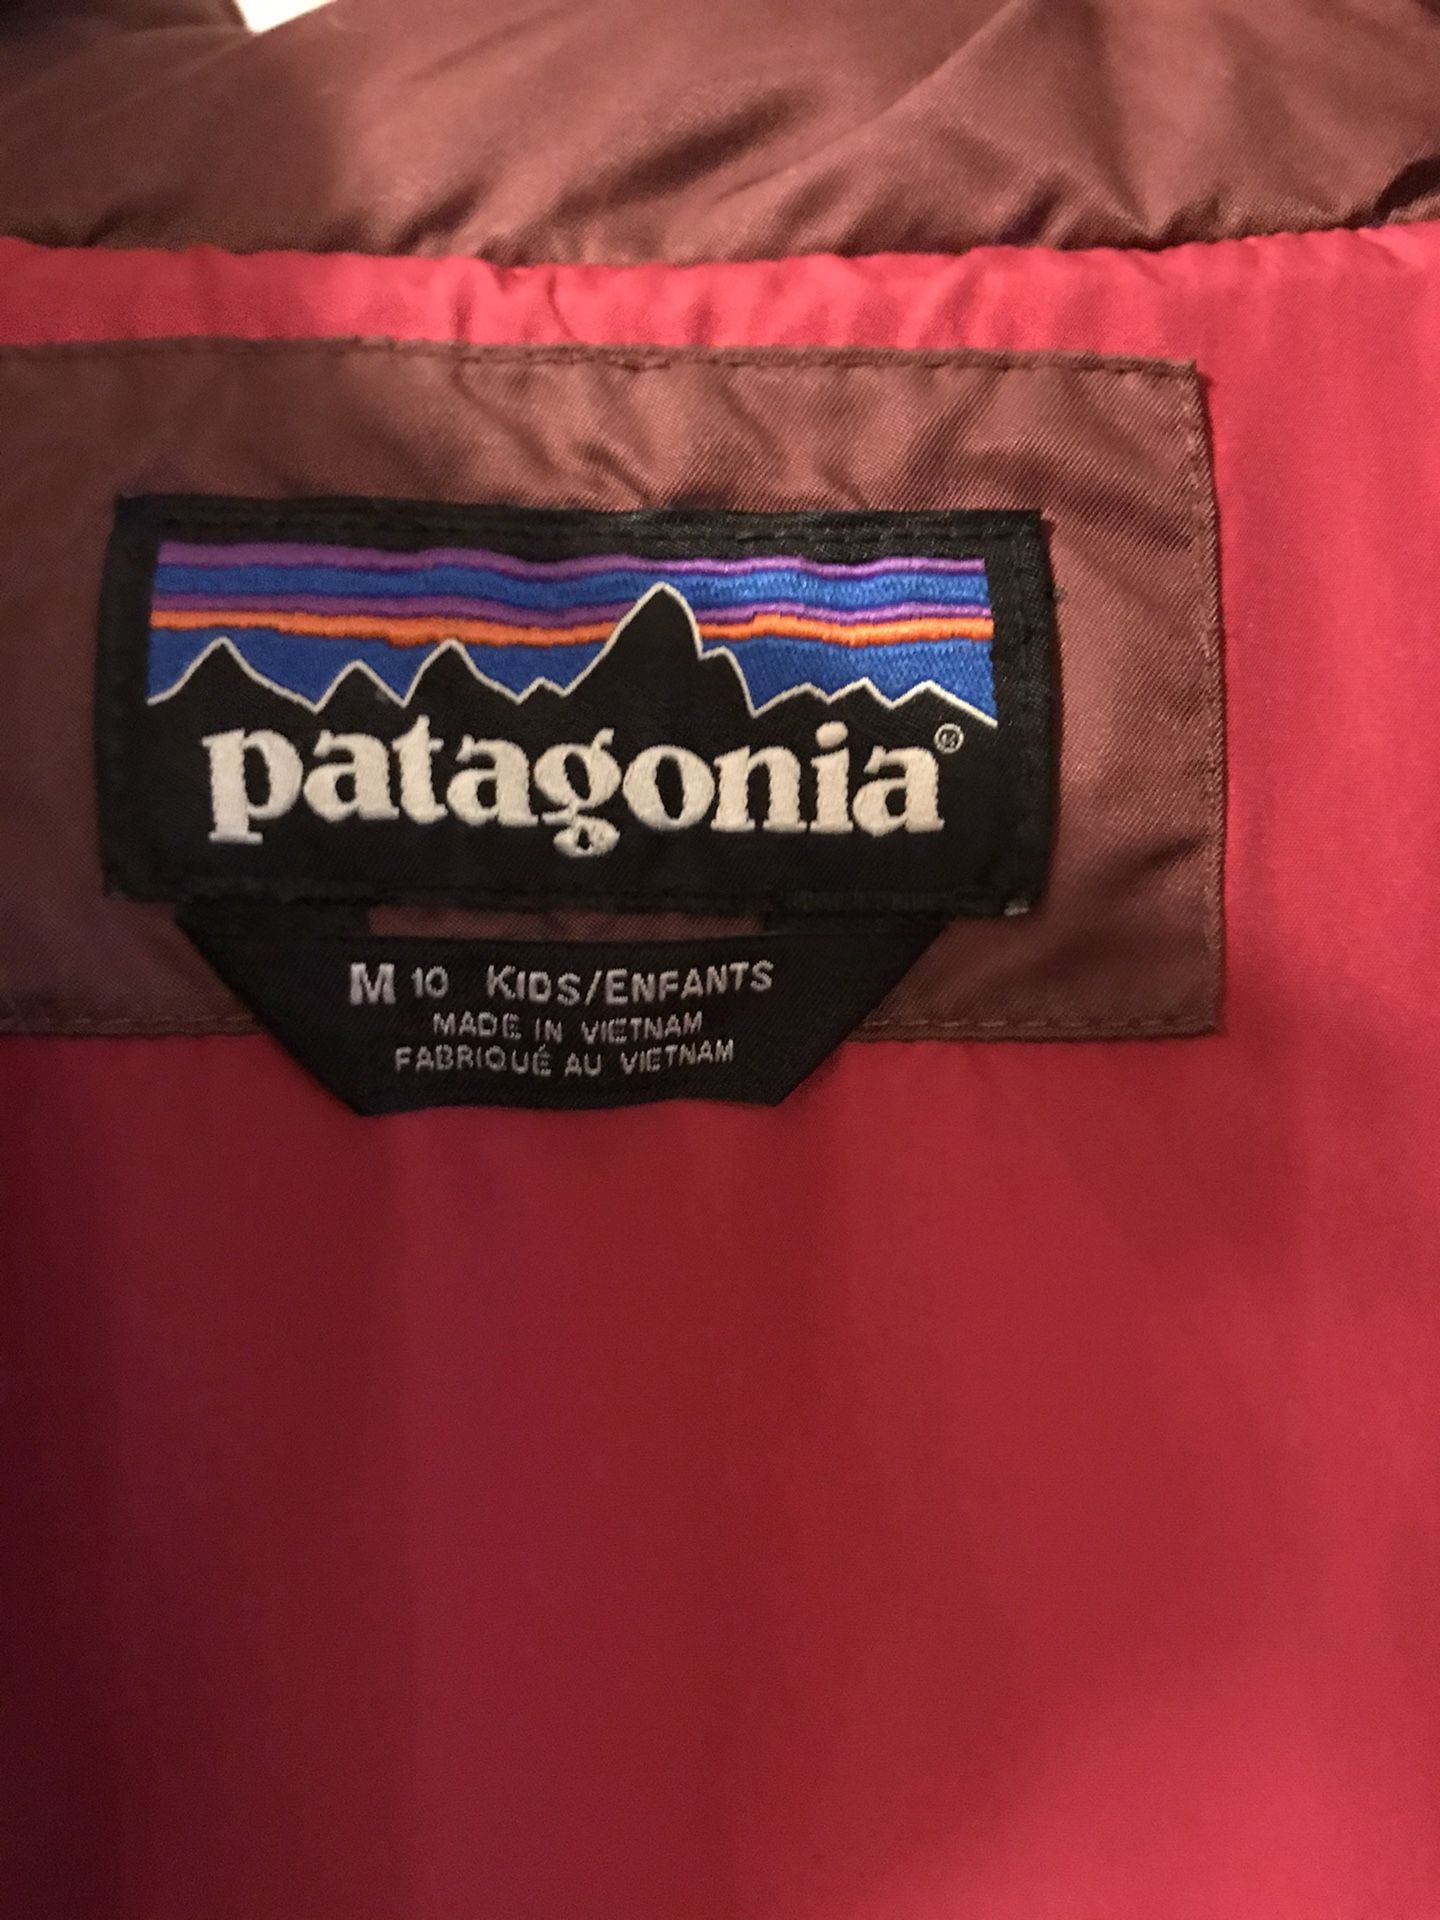 patagonia®
M 10 KIDS/ENFANTS
MADE IN VIETNAM
FABRIQUÉ AU VIETNAM